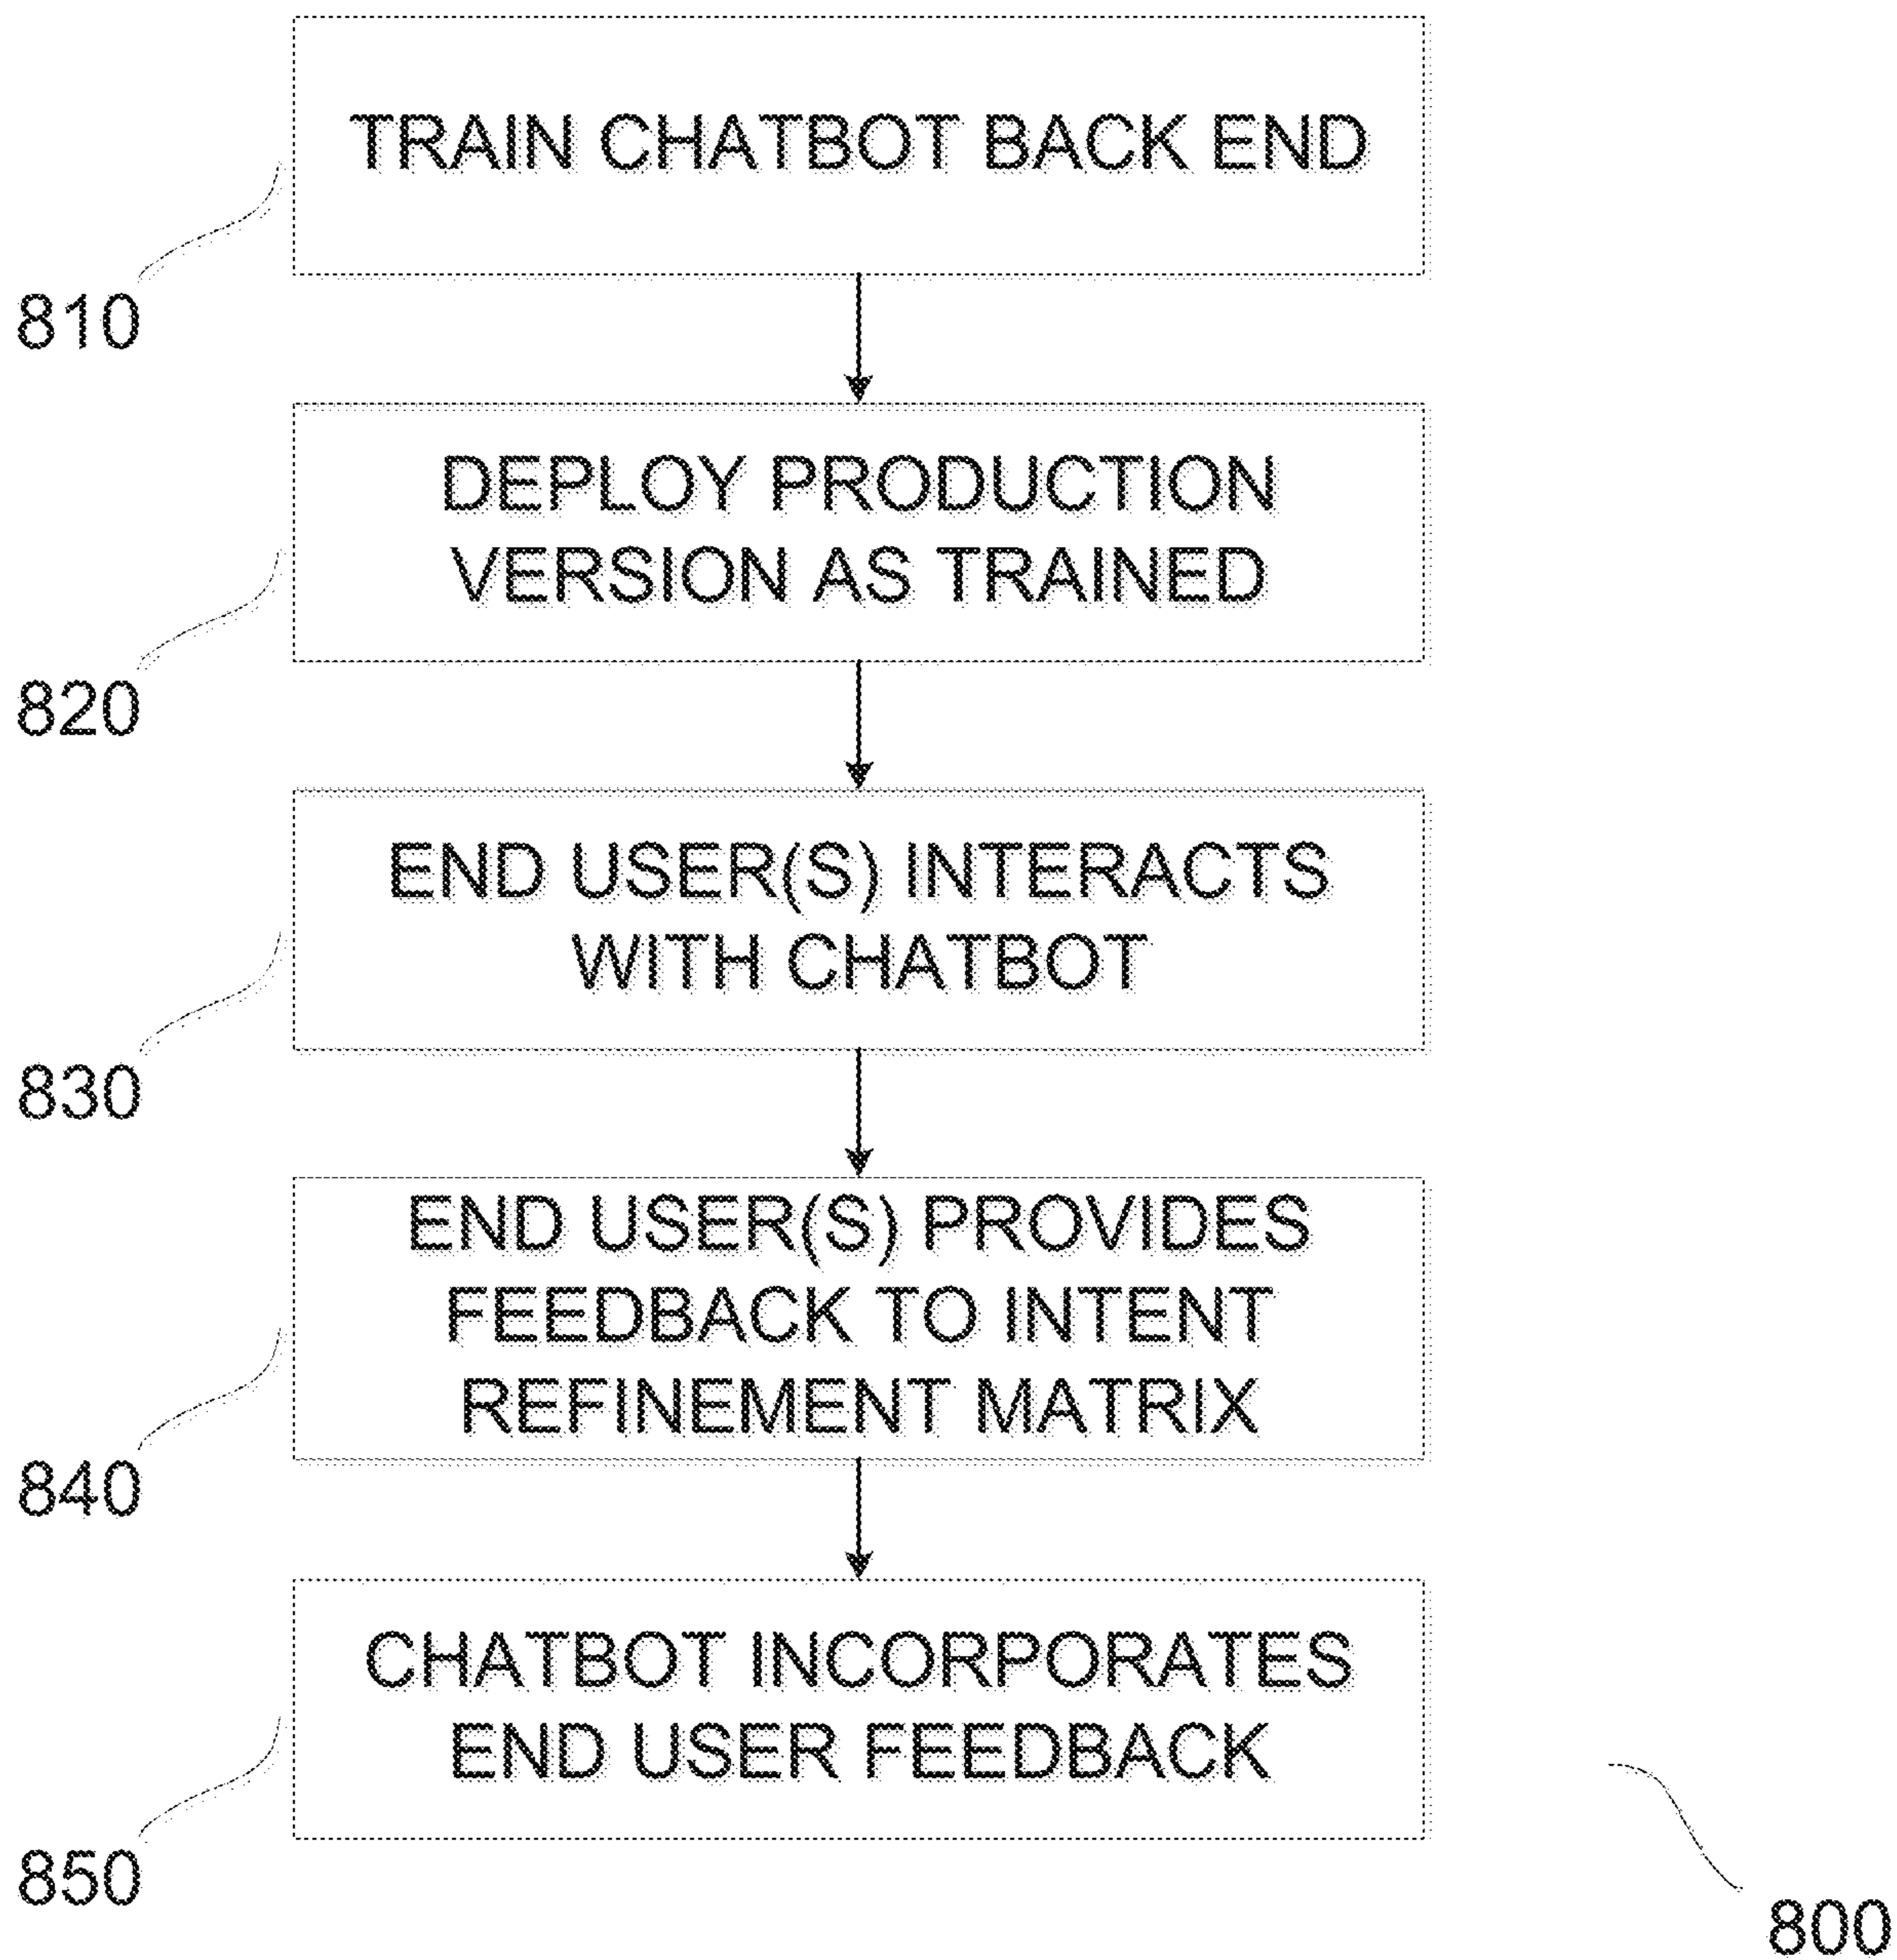 TRAIN CHATBOT BACK END
810
DEPLOY PRODUCTION
VERSION AS TRAINED
820
END USER(S) INTERACTS
WITH CHATBOT
830
END USER(S) PROVIDES
FEEDBACK TO INTENT
REFINEMENT MATRIX
840
CHATBOT INCORPORATES
END USER FEEDBACK
850
800